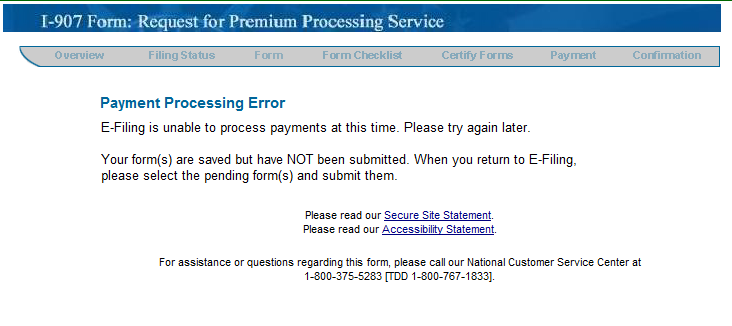 I-907 Form: Request for Premium Processing Service
Overview Filing Status Form Form Checklist Certify Forms Payment Confirmation
Payment Processing Error
E-Filing is unable to process payments at this time. Please try again later.
Your form(s) are saved but have NOT been submitted. When you return to E-Filing,
please select the pending form(s) and submit them.
Please read our Secure Site Statement.
Please read our Accessibility Statement.
For assistance or questions regarding this form, please call our National Customer Service Center at
1-800-375-5283 [TDD 1-800-767-1833].